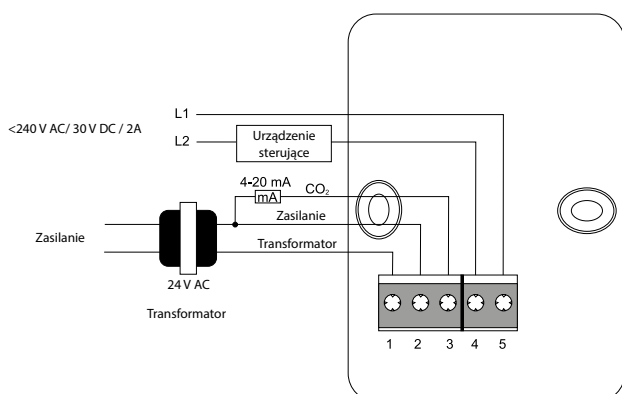 L1
<240 V AC/ 30 V DC / 2A
L2
Urządzenie
sterujące
4-20 mA
mA
CO₂
Zasilanie
Zasilanie
Transformator
24 V AC
Transformator
1 2 3 4 5